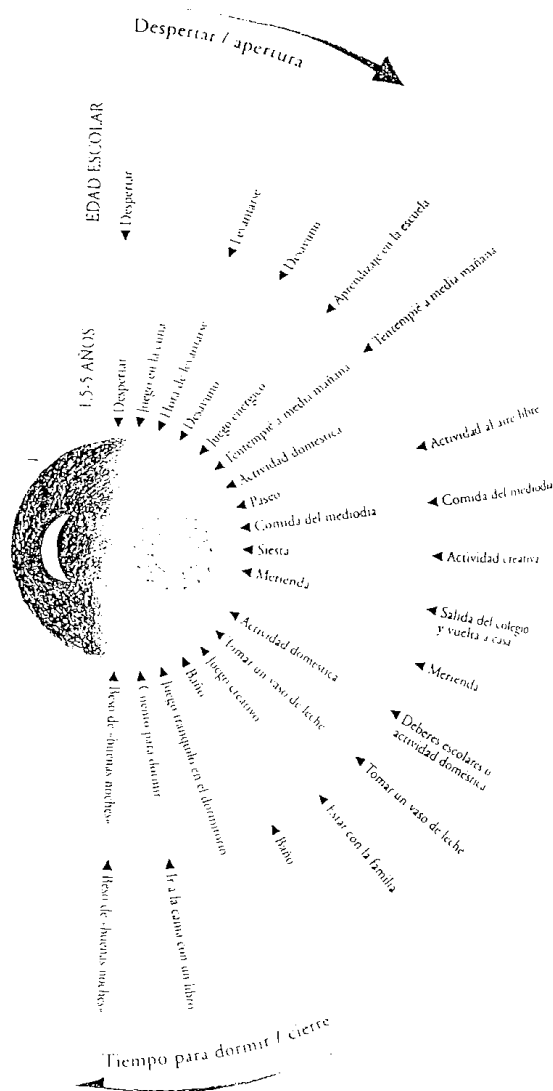 Despertar / apertura
EDAD ESCOLAR
Despertar
Levantarse
Desayuno
Aprendizaje en la escuela
Tentempié a media mañana
Actividad al aire libre
Comida del mediodía
Actividad creativa
Salida del colegio
y vuelta a casa
Merienda
Deberes escolares o
actividad doméstica
Tomar un vaso de leche
Estar con la familia
Baño
Ir a la cama con un libro
Beso de «buenas noches»
1,5-5 AÑOS
Despertar
Juego en la cuna
Hora de levantarse
Desayuno
Juego enérgico
Tentempié a media mañana
Actividad doméstica
Paseo
Comida del mediodía
Siesta
Merienda
Actividad doméstica
Tomar un vaso de leche
Juego creativo
Baño
Juego tranquilo en el dormitorio
Cuento para dormir
Beso de «buenas noches»
Tiempo para dormir / cierre